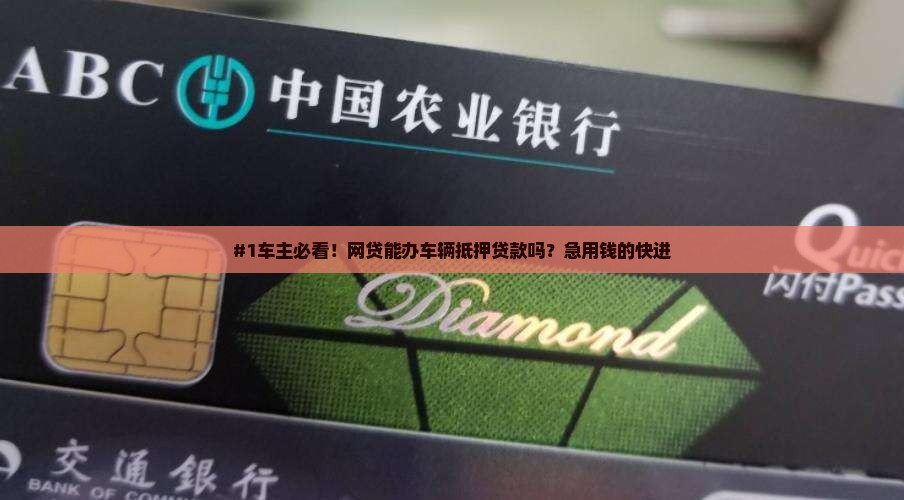 ABC 中国农业银行
Quic
#1车主必看！网贷能办车辆抵押贷款吗？急用钱的快进
闪付Pass
Diamond
交通銀行
BANK OF COMM